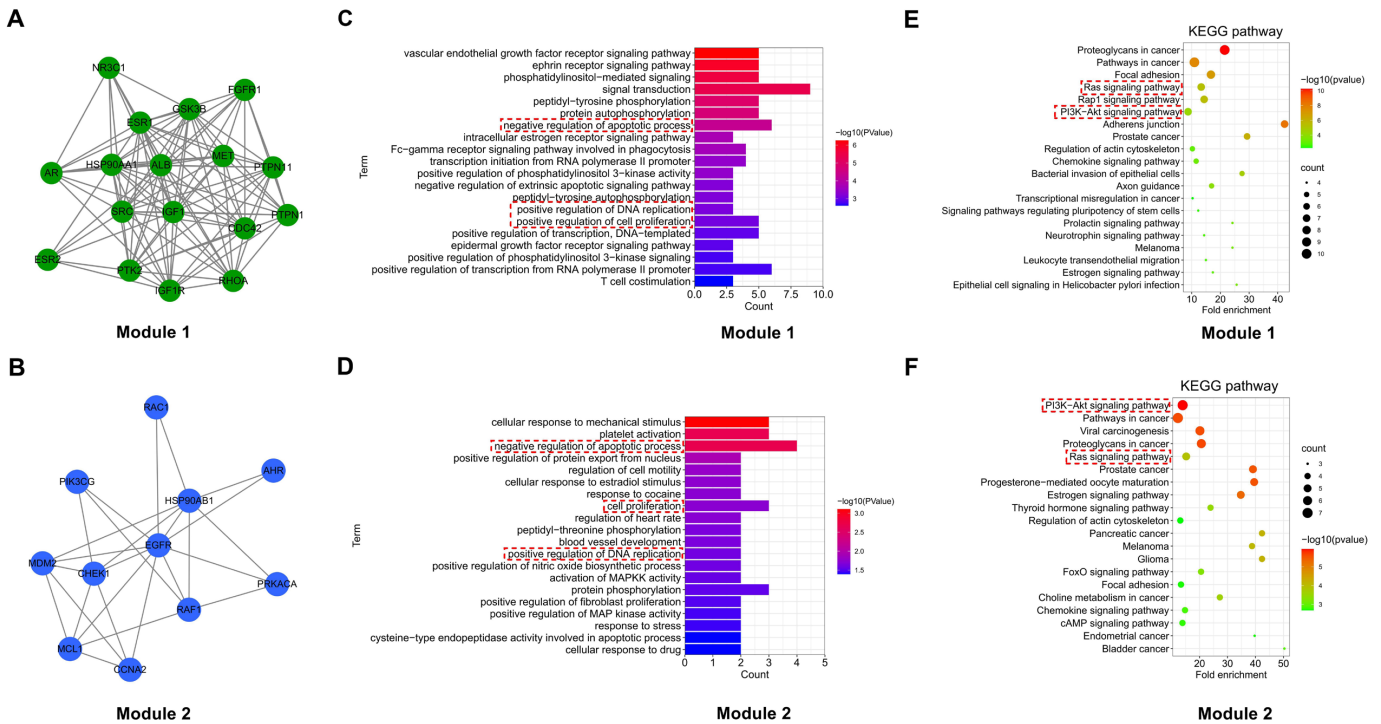 A
NR3C1
FGFR1
GSK3B
ESR1
MET
HSP90AA1
ALB
PTPN11
AR
SRC
IGF1
PTPN1
CDC42
ESR2
PTK2
RHOA
IGF1R
Module 1
B
RAC1
AHR
PIK3CG
HSP90AB1
EGFR
MDM2
CHEK1
PRKACA
RAF1
MCL1
CCNA2
Module 2
C
Term
vascular endothelial growth factor receptor signaling pathway
ephrin receptor signaling pathway
phosphatidylinositol−mediated signaling
signal transduction
peptidyl−tyrosine phosphorylation
protein autophosphorylation
negative regulation of apoptotic process
intracellular estrogen receptor signaling pathway
Fc−gamma receptor signaling pathway involved in phagocytosis
transcription initiation from RNA polymerase II promoter
positive regulation of phosphatidylinositol 3−kinase activity
negative regulation of extrinsic apoptotic signaling pathway
peptidyl−tyrosine autophosphorylation
positive regulation of DNA replication
positive regulation of cell proliferation
positive regulation of transcription, DNA−templated
epidermal growth factor receptor signaling pathway
positive regulation of phosphatidylinositol 3−kinase signaling
positive regulation of transcription from RNA polymerase II promoter
T cell costimulation
0.0 2.5 5.0 7.5 10.0
Count
−log10(PValue)
6
5
4
3
Module 1
D
Term
cellular response to mechanical stimulus
platelet activation
negative regulation of apoptotic process
positive regulation of protein export from nucleus
regulation of cell motility
cellular response to estradiol stimulus
response to cocaine
cell proliferation
regulation of heart rate
peptidyl−threonine phosphorylation
blood vessel development
positive regulation of DNA replication
positive regulation of nitric oxide biosynthetic process
activation of MAPKK activity
protein phosphorylation
positive regulation of fibroblast proliferation
positive regulation of MAP kinase activity
response to stress
cysteine−type endopeptidase activity involved in apoptotic process
cellular response to drug
0 1 2 3 4 5
Count
−log10(PValue)
3.0
2.5
2.0
1.5
Module 2
E
KEGG pathway
Proteoglycans in cancer
Pathways in cancer
Focal adhesion
Ras signaling pathway
Rap1 signaling pathway
PI3K−Akt signaling pathway
Adherens junction
Prostate cancer
Regulation of actin cytoskeleton
Chemokine signaling pathway
Bacterial invasion of epithelial cells
Axon guidance
Transcriptional misregulation in cancer
Signaling pathways regulating pluripotency of stem cells
Prolactin signaling pathway
Neurotrophin signaling pathway
Melanoma
Leukocyte transendothelial migration
Estrogen signaling pathway
Epithelial cell signaling in Helicobacter pylori infection
10 20 30 40
Fold enrichment
−log10(pvalue)
10
8
6
4
count
4
5
6
7
8
9
10
Module 1
F
KEGG pathway
PI3K−Akt signaling pathway
Pathways in cancer
Viral carcinogenesis
Proteoglycans in cancer
Ras signaling pathway
Prostate cancer
Progesterone−mediated oocyte maturation
Estrogen signaling pathway
Thyroid hormone signaling pathway
Regulation of actin cytoskeleton
Pancreatic cancer
Melanoma
Glioma
FoxO signaling pathway
Focal adhesion
Choline metabolism in cancer
Chemokine signaling pathway
cAMP signaling pathway
Endometrial cancer
Bladder cancer
20 30 40 50
Fold enrichment
count
3
4
5
6
7
−log10(pvalue)
6
5
4
3
Module 2